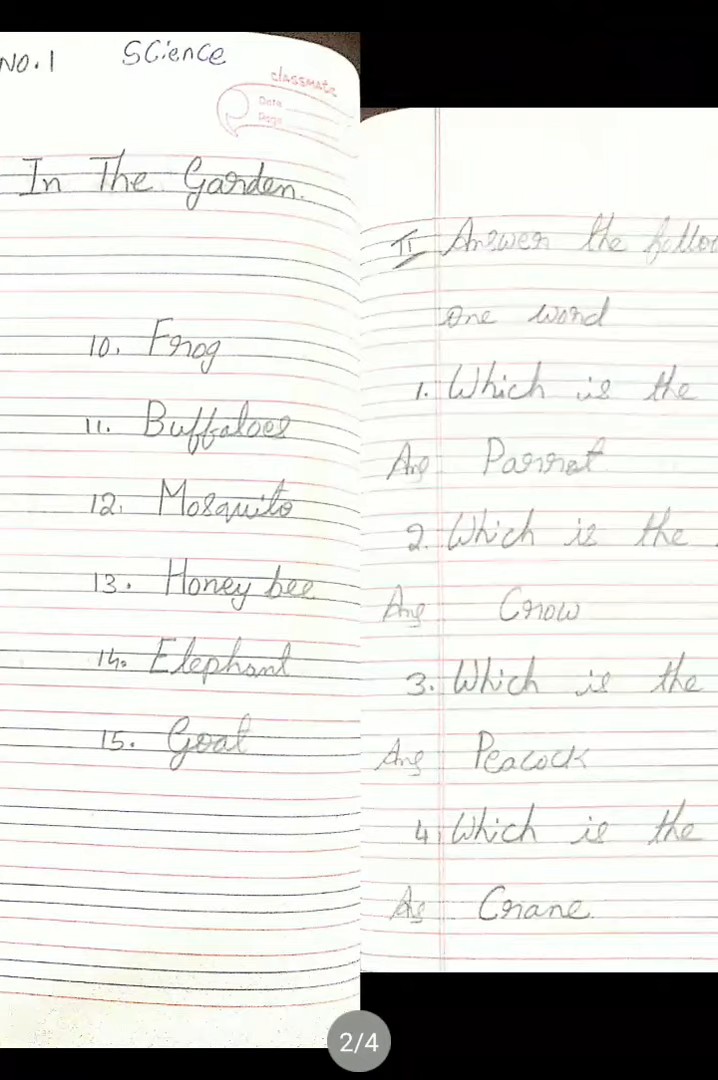 NO.1 Science
classmate
Date
Page
In The Garden.
10. Frog
11. Buffaloes
12. Mosquito
13. Honey bee
14. Elephant
15. Goat
II Answer the follow
one word
1. Which is the
Ans Parrot
2. Which is the
Ans Crow
3. Which is the
Ans Peacock
4. Which is the
As Crane.
2/4